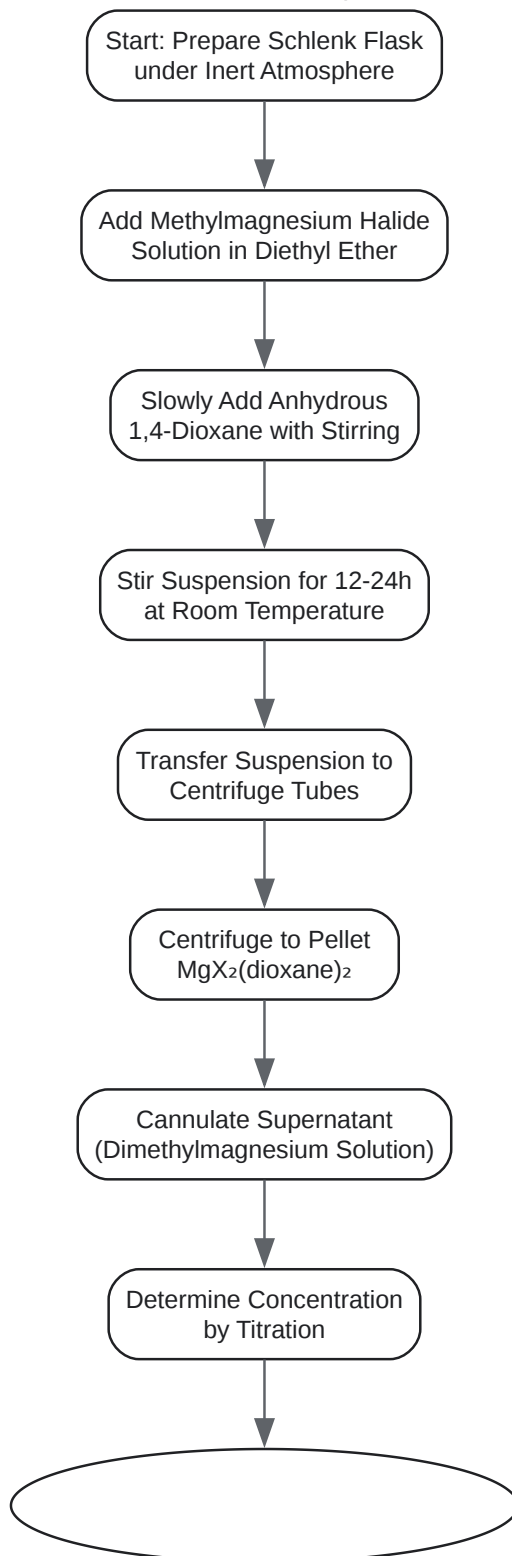 Start: Prepare Schlenk Flask
under Inert Atmosphere
Add Methylmagnesium Halide
Solution in Diethyl Ether
Slowly Add Anhydrous
1,4-Dioxane with Stirring
Stir Suspension for 12-24h
at Room Temperature
Transfer Suspension to
Centrifuge Tubes
Centrifuge to Pellet
MgX₂(dioxane)₂
Cannulate Supernatant
(Dimethylmagnesium Solution)
Determine Concentration
by Titration